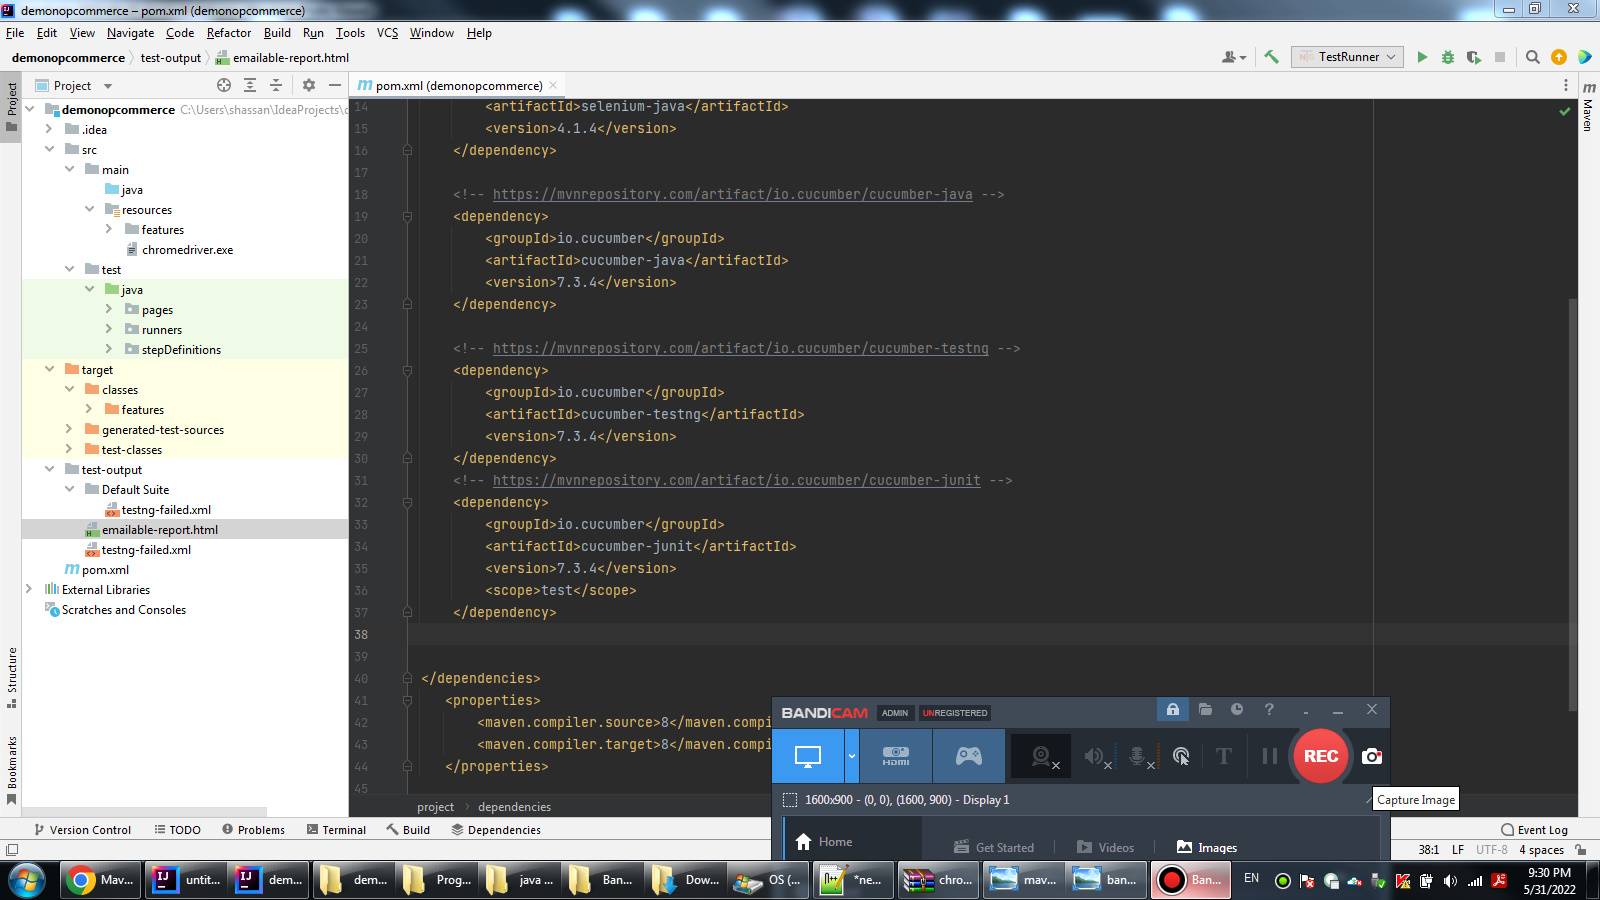 demonopcommerce – pom.xml (demonopcommerce)
File Edit View Navigate Code Refactor Build Run Tools VCS Window Help
demonopcommerce test-output emailable-report.html
TestRunner
Project
pom.xml (demonopcommerce)
Project
Maven
demonopcommerce C:\Users\shassan\IdeaProjects\
.idea
src
main
java
resources
features
chromedriver.exe
test
java
pages
runners
stepDefinitions
target
classes
features
generated-test-sources
test-classes
test-output
Default Suite
testng-failed.xml
emailable-report.html
testng-failed.xml
pom.xml
External Libraries
Scratches and Consoles
Structure
Bookmarks
14 <artifactId>selenium-java</artifactId>
15 <version>4.1.4</version>
16 </dependency>
17
18 <!-- https://mvnrepository.com/artifact/io.cucumber/cucumber-java -->
19 <dependency>
20 <groupId>io.cucumber</groupId>
21 <artifactId>cucumber-java</artifactId>
22 <version>7.3.4</version>
23 </dependency>
24
25 <!-- https://mvnrepository.com/artifact/io.cucumber/cucumber-testng -->
26 <dependency>
27 <groupId>io.cucumber</groupId>
28 <artifactId>cucumber-testng</artifactId>
29 <version>7.3.4</version>
30 </dependency>
31 <!-- https://mvnrepository.com/artifact/io.cucumber/cucumber-junit -->
32 <dependency>
33 <groupId>io.cucumber</groupId>
34 <artifactId>cucumber-junit</artifactId>
35 <version>7.3.4</version>
36 <scope>test</scope>
37 </dependency>
38
39
40 </dependencies>
41 <properties>
42 <maven.compiler.source>8</maven.compi
43 <maven.compiler.target>8</maven.compi
44 </properties>
45
project dependencies
BANDICAM ADMIN UNREGISTERED
HDMI
T
REC
1600x900 - (0, 0), (1600, 900) - Display 1
Capture Image
Home
Get Started Videos Images
Version Control TODO Problems Terminal Build Dependencies
Event Log
38:1 LF UTF-8 4 spaces
Mav... untit... dem... dem... Prog... java ... Ban... Dow... OS (... *ne... chro... mav... ban... Ban...
EN
9:30 PM
5/31/2022